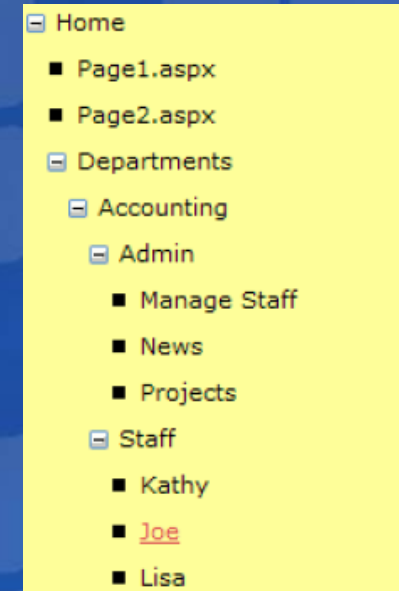 Home
Page1.aspx
Page2.aspx
Departments
Accounting
Admin
Manage Staff
News
Projects
Staff
Kathy
Joe
Lisa